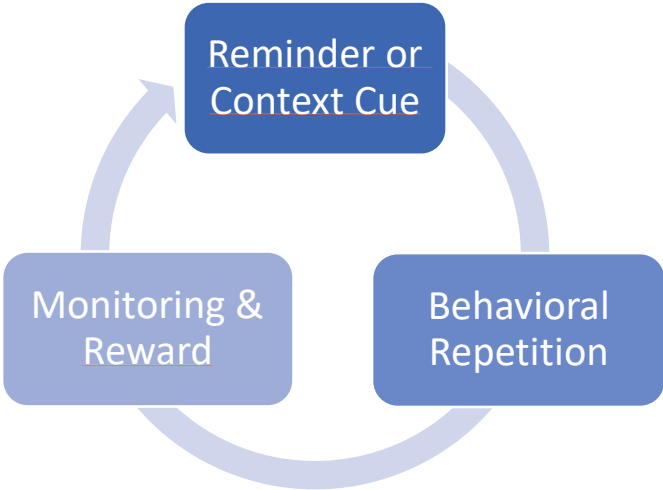 Reminder or
Context Cue
Behavioral
Repetition
Monitoring &
Reward